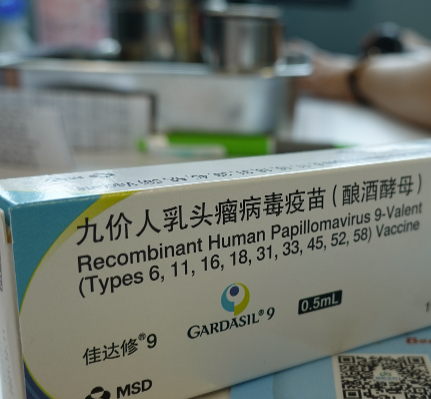 九价人乳头瘤病毒疫苗(酿酒酵母)
Recombinant Human Papillomavirus 9-Valent
(Types 6, 11, 16, 18, 31, 33, 45, 52, 58) Vaccine
佳达修®9
GARDASIL®9
0.5mL
MSD